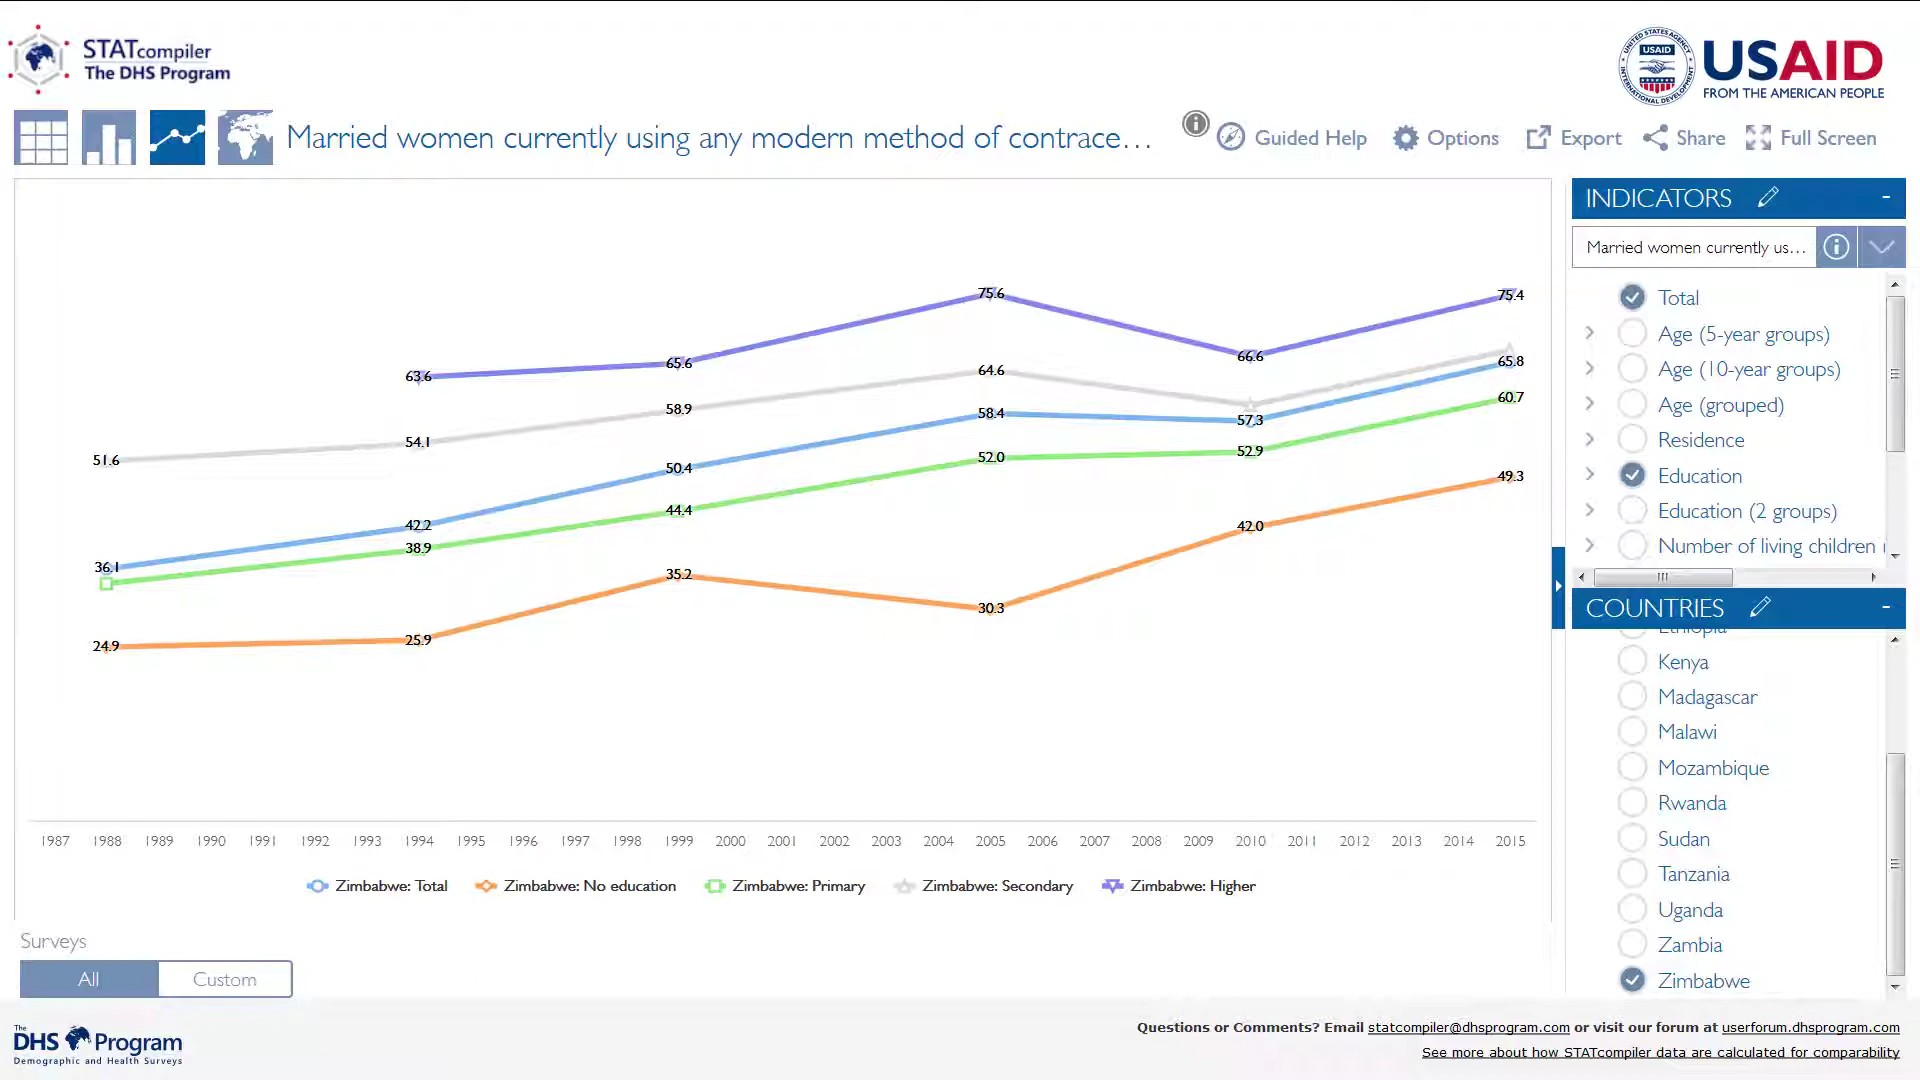 STATcompiler
The DHS Program
USAID
USAID
FROM THE AMERICAN PEOPLE
Married women currently using any modern method of contrace...
Guided Help
Options
Export
Share
Full Screen
INDICATORS
-
Married women currently us...
Total
Age (5-year groups)
Age (10-year groups)
Age (grouped)
Residence
Education
Education (2 groups)
Number of living children
COUNTRIES
-
Ethiopia
Kenya
Madagascar
Malawi
Mozambique
Rwanda
Sudan
Tanzania
Uganda
Zambia
Zimbabwe
63.6 65.6 75.6 66.6 75.4
51.6 54.1 58.9 64.6
36.1 42.2 50.4 58.4 57.3 65.8
38.9 44.4 52.0 52.9 60.7
24.9 25.9 35.2 30.3 42.0 49.3
1987 1988 1989 1990 1991 1992 1993 1994 1995 1996 1997 1998 1999 2000 2001 2002 2003 2004 2005 2006 2007 2008 2009 2010 2011 2012 2013 2014 2015
Zimbabwe: Total Zimbabwe: No education Zimbabwe: Primary Zimbabwe: Secondary Zimbabwe: Higher
Surveys
All Custom
The
DHS Program
Demographic and Health Surveys
Questions or Comments? Email statcompiler@dhsprogram.com or visit our forum at userforum.dhsprogram.com
See more about how STATcompiler data are calculated for comparability